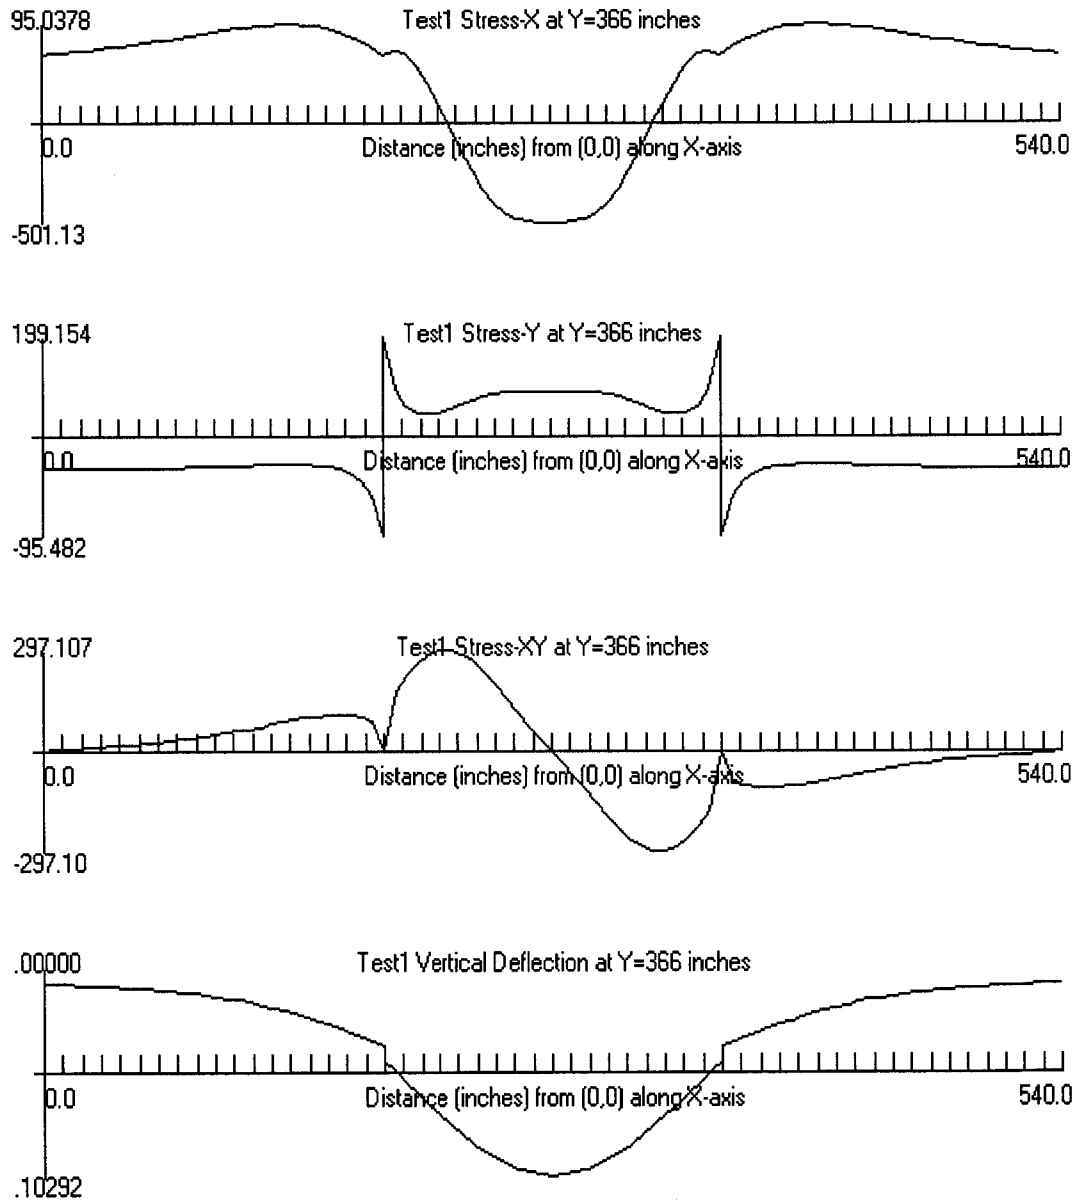 95.0378
Test1 Stress-X at Y=366 inches
0.0
Distance (inches) from (0,0) along X-axis
540.0
-501.13
199.154
Test1 Stress-Y at Y=366 inches
0.0
Distance (inches) from (0,0) along X-axis
540.0
-95.482
297.107
Test1 Stress-XY at Y=366 inches
0.0
Distance (inches) from (0,0) along X-axis
540.0
-297.10
.00000
Test1 Vertical Deflection at Y=366 inches
0.0
Distance (inches) from (0,0) along X-axis
540.0
.10292